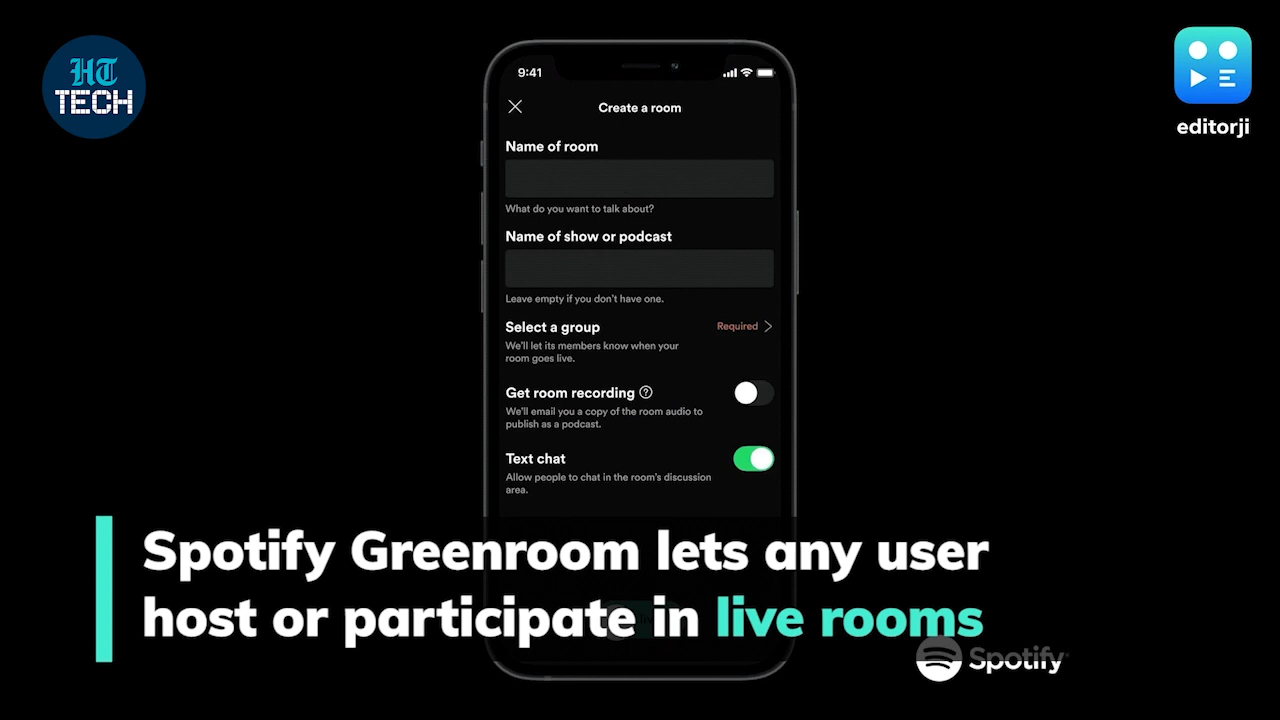 HT
TECH
editorji
9:41
Create a room
Name of room
What do you want to talk about?
Name of show or podcast
Leave empty if you don't have one.
Select a group
Required
We'll let its members know when your
room goes live.
Get room recording ?
We'll email you a copy of the room audio to
publish as a podcast.
Text chat
Allow people to chat in the room's discussion
area.
Spotify Greenroom lets any user
host or participate in live rooms
Spotify